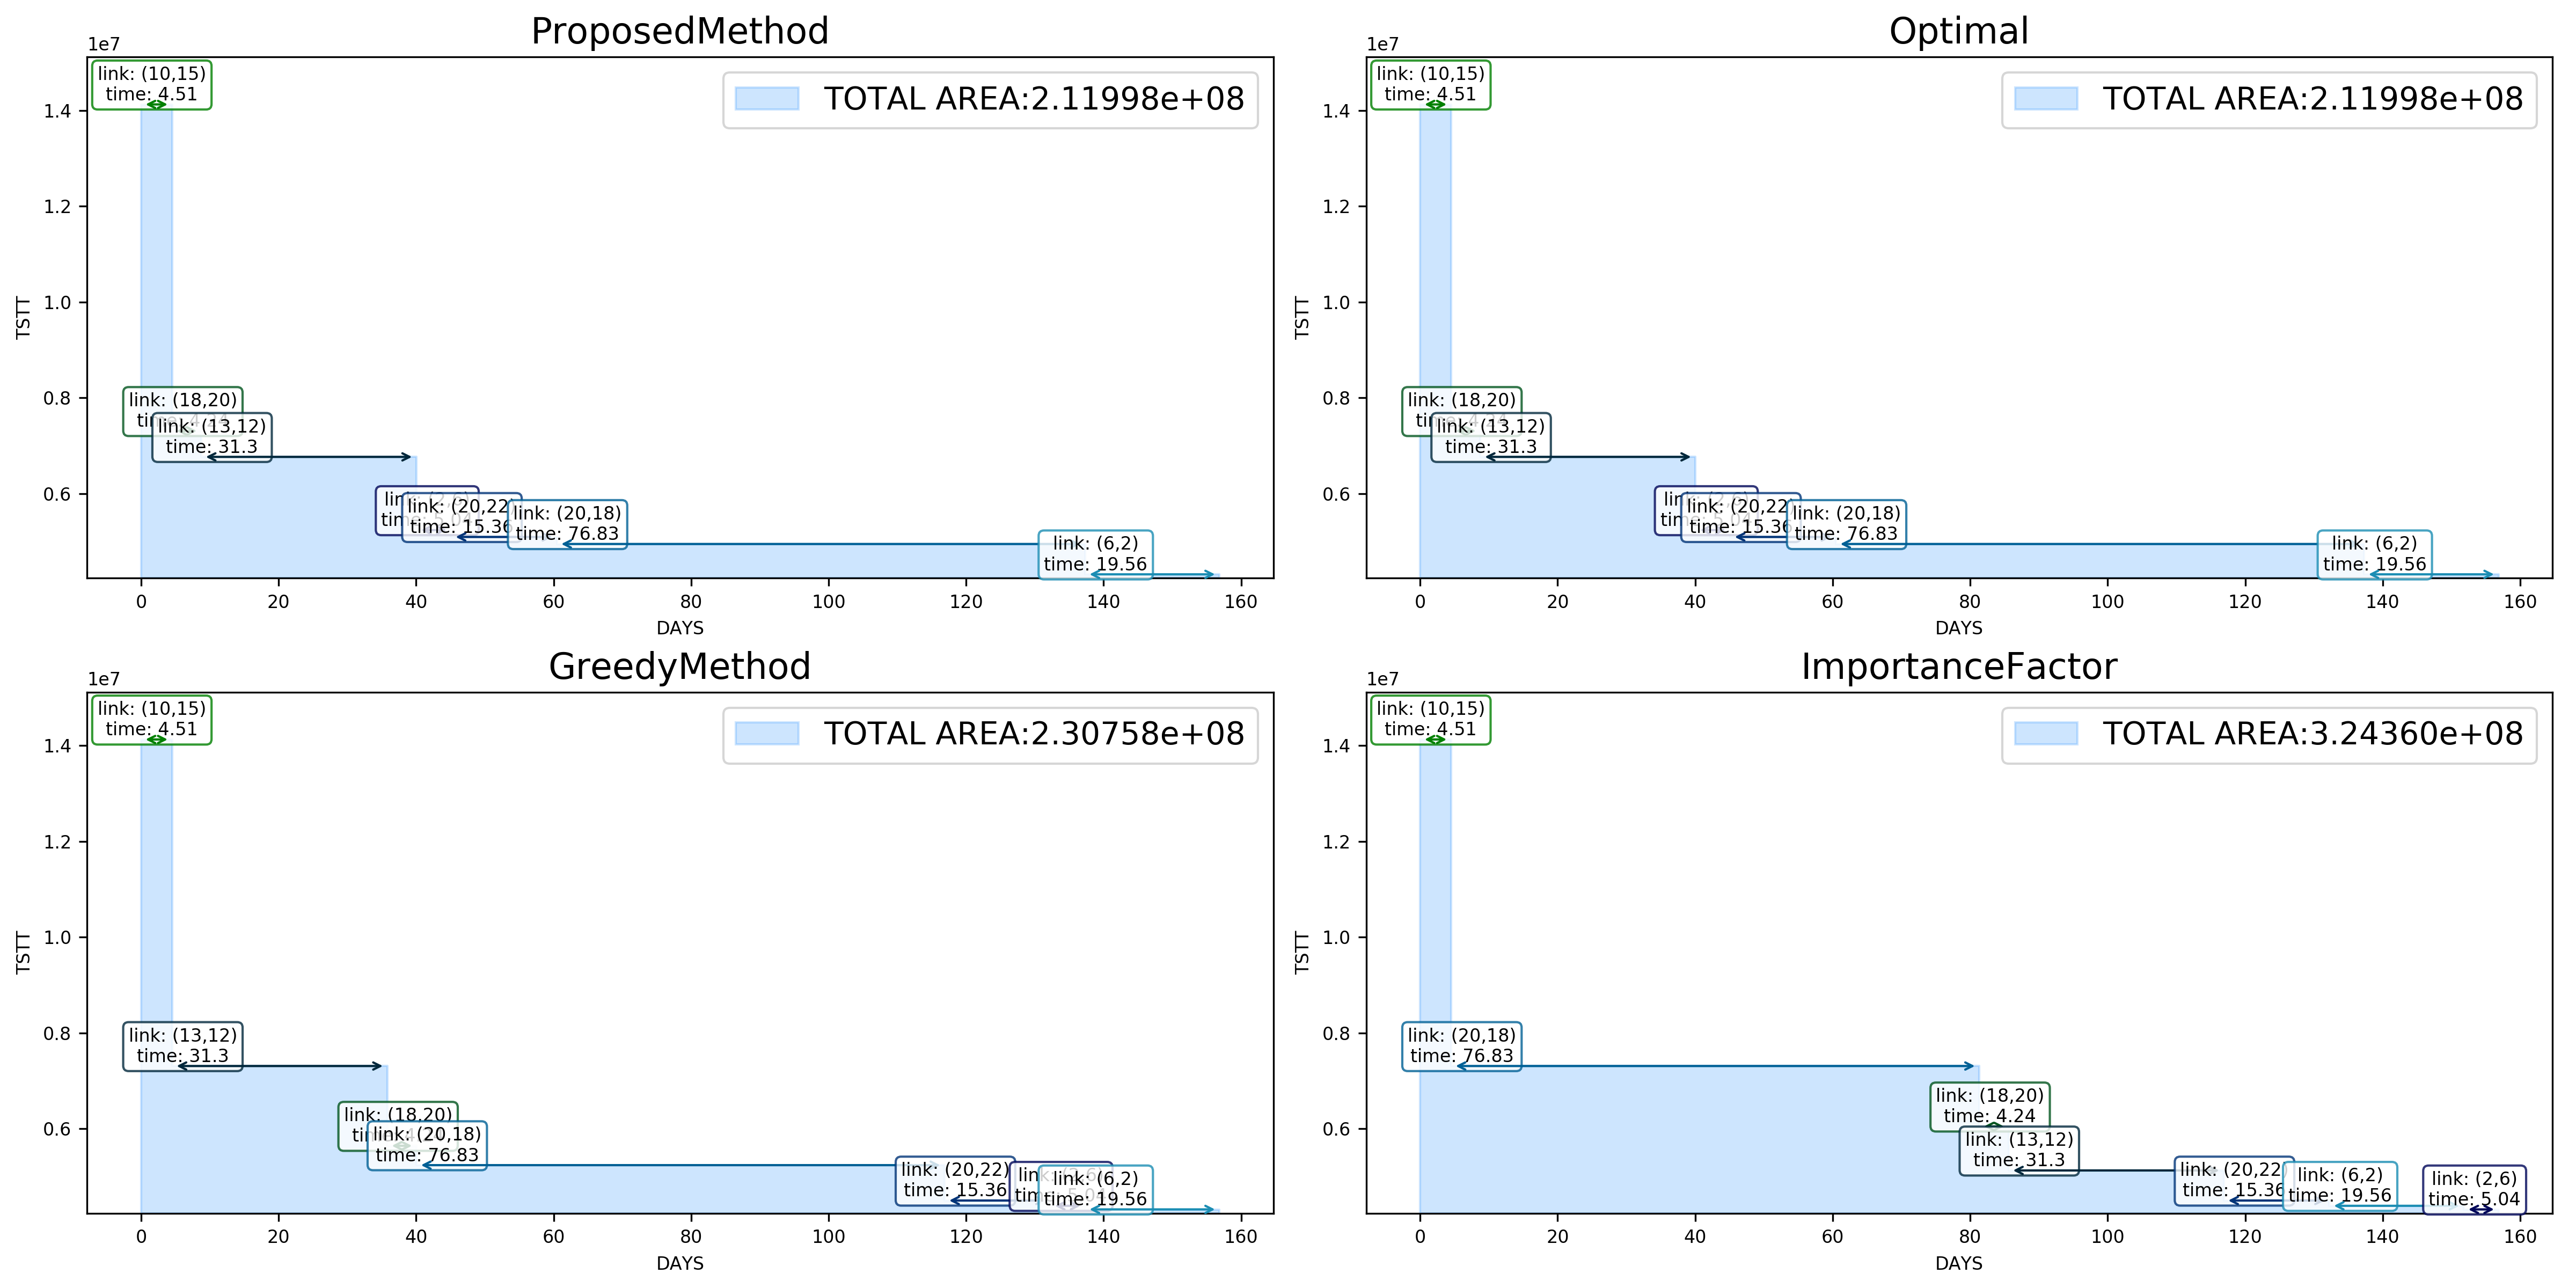 ProposedMethod
1e7
TOTAL AREA:2.11998e+08
link: (10,15)
time: 4.51
link: (18,20)
link: (13,12)
time: 31.3
link: (20,22)
time: 15.36
link: (20,18)
time: 76.83
link: (6,2)
time: 19.56
TSTT
1.4
1.2
1.0
0.8
0.6
0
20
40
60
80
100
120
140
160
DAYS
Optimal
1e7
TOTAL AREA:2.11998e+08
link: (10,15)
time: 4.51
link: (18,20)
link: (13,12)
time: 31.3
link: (20,22)
time: 15.36
link: (20,18)
time: 76.83
link: (6,2)
time: 19.56
TSTT
1.4
1.2
1.0
0.8
0.6
0
20
40
60
80
100
120
140
160
DAYS
GreedyMethod
1e7
TOTAL AREA:2.30758e+08
link: (10,15)
time: 4.51
link: (13,12)
time: 31.3
link: (18,20)
link: (20,18)
time: 76.83
link: (20,22)
time: 15.36
link: (6,2)
time: 19.56
TSTT
1.4
1.2
1.0
0.8
0.6
0
20
40
60
80
100
120
140
160
DAYS
ImportanceFactor
1e7
TOTAL AREA:3.24360e+08
link: (10,15)
time: 4.51
link: (20,18)
time: 76.83
link: (18,20)
time: 4.24
link: (13,12)
time: 31.3
link: (20,22)
time: 15.36
link: (6,2)
time: 19.56
link: (2,6)
time: 5.04
TSTT
1.4
1.2
1.0
0.8
0.6
0
20
40
60
80
100
120
140
160
DAYS